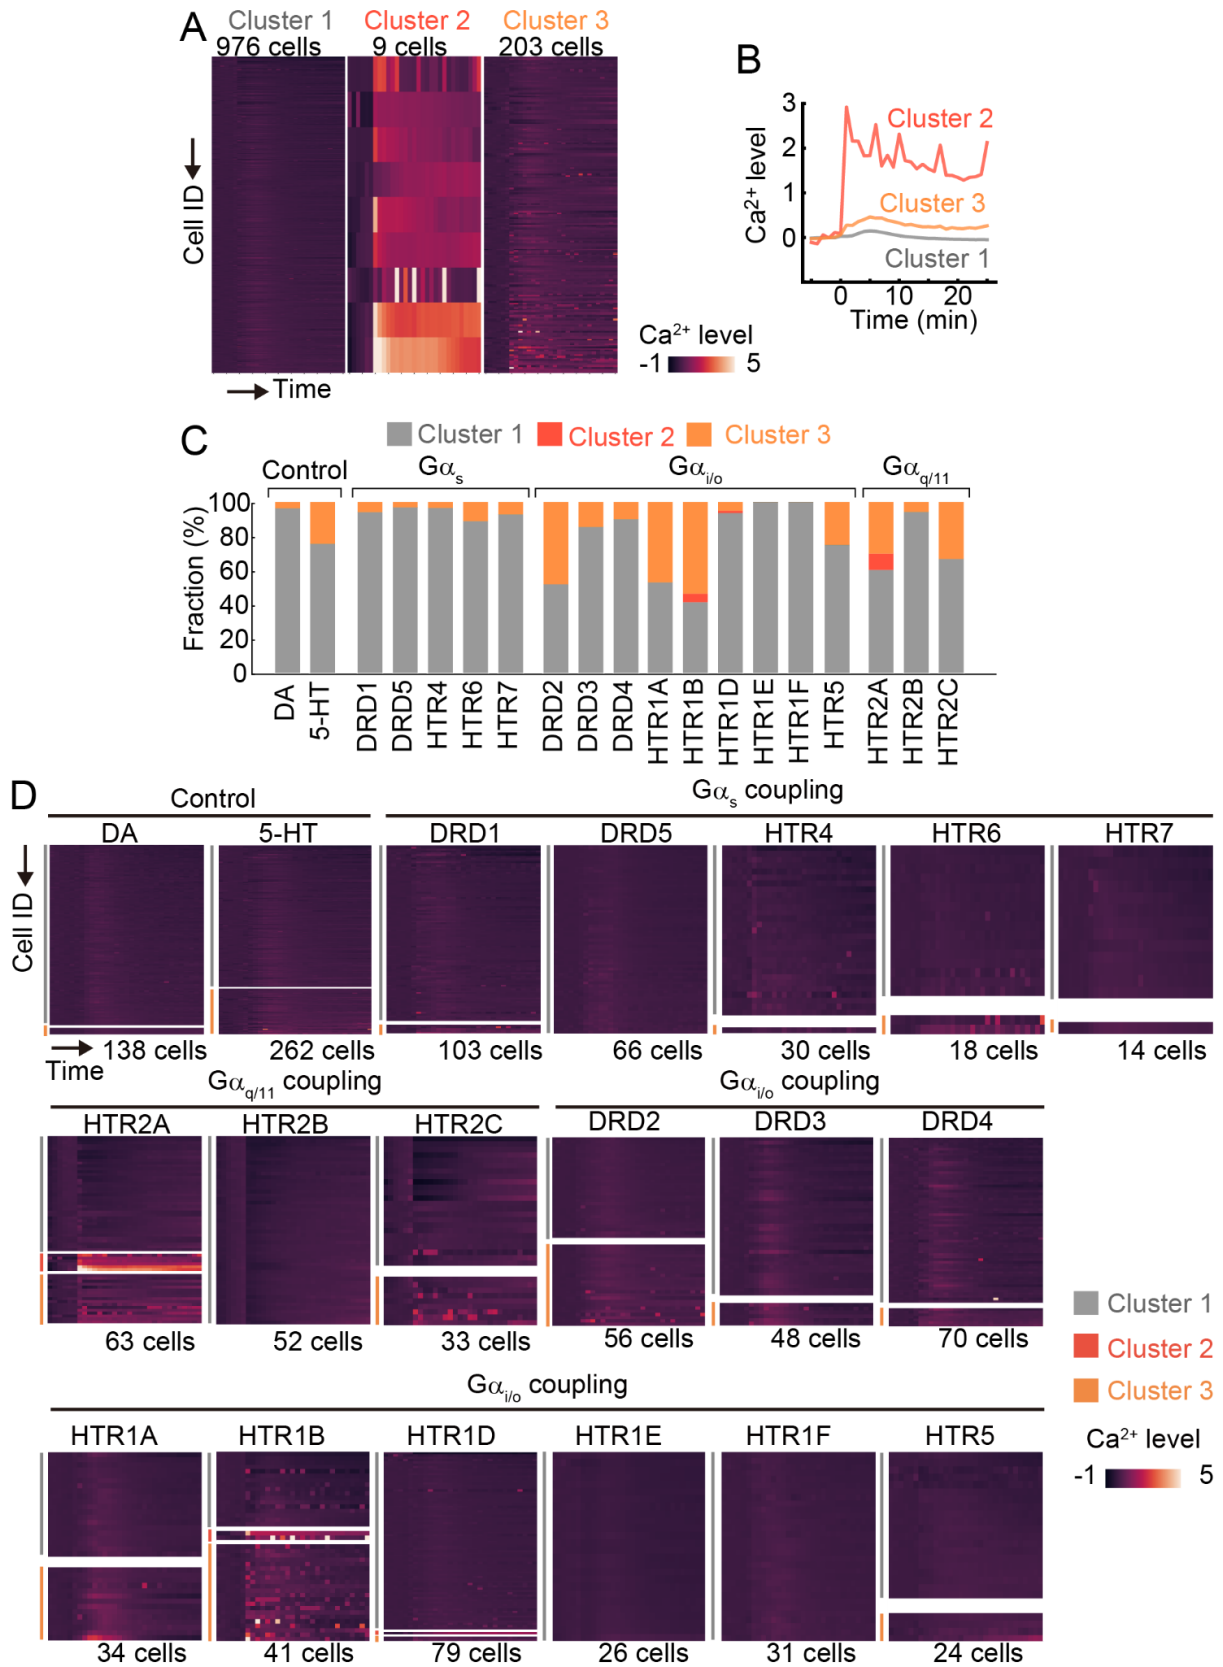 A
Cluster 1 Cluster 2 Cluster 3
976 cells 9 cells 203 cells
Cell ID
Time
Ca²⁺ level
-1 5
B
3
2
1
0
Ca²⁺ level
Cluster 2
Cluster 3
Cluster 1
0 10 20
Time (min)
C
Cluster 1 Cluster 2 Cluster 3
Control Gαs Gαi/o Gαq/11
Fraction (%)
100
80
60
40
20
0
DA 5-HT DRD1 DRD5 HTR4 HTR6 HTR7 DRD2 DRD3 DRD4 HTR1A HTR1B HTR1D HTR1E HTR1F HTR5 HTR2A HTR2B HTR2C
D
Control Gαs coupling
DA 5-HT DRD1 DRD5 HTR4 HTR6 HTR7
Cell ID
138 cells 262 cells 103 cells 66 cells 30 cells 18 cells 14 cells
Time
Gαq/11 coupling Gαi/o coupling
HTR2A HTR2B HTR2C DRD2 DRD3 DRD4
63 cells 52 cells 33 cells 56 cells 48 cells 70 cells
Cluster 1
Cluster 2
Cluster 3
Ca²⁺ level
-1 5
Gαi/o coupling
HTR1A HTR1B HTR1D HTR1E HTR1F HTR5
34 cells 41 cells 79 cells 26 cells 31 cells 24 cells